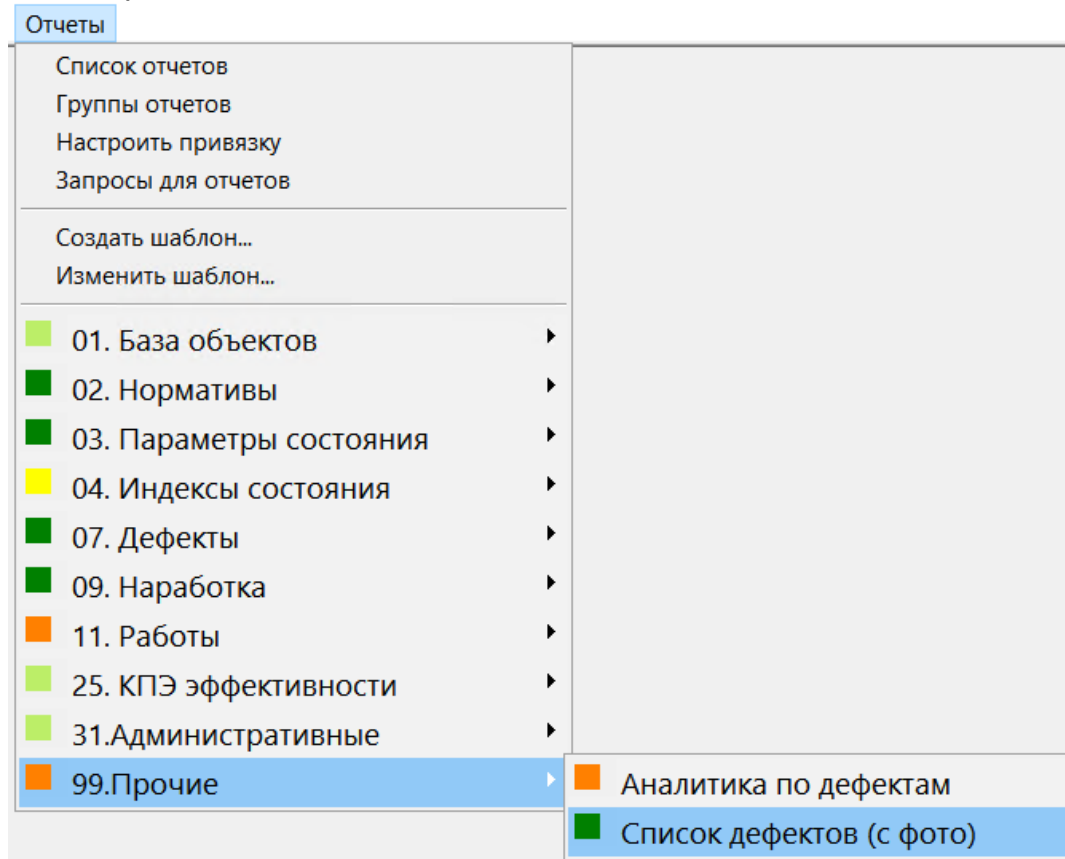 Отчеты
Список отчетов
Группы отчетов
Настроить привязку
Запросы для отчетов
Создать шаблон...
Изменить шаблон...
01. База объектов
02. Нормативы
03. Параметры состояния
04. Индексы состояния
07. Дефекты
09. Наработка
11. Работы
25. КПЭ эффективности
31.Административные
99.Прочие
Аналитика по дефектам
Список дефектов (с фото)